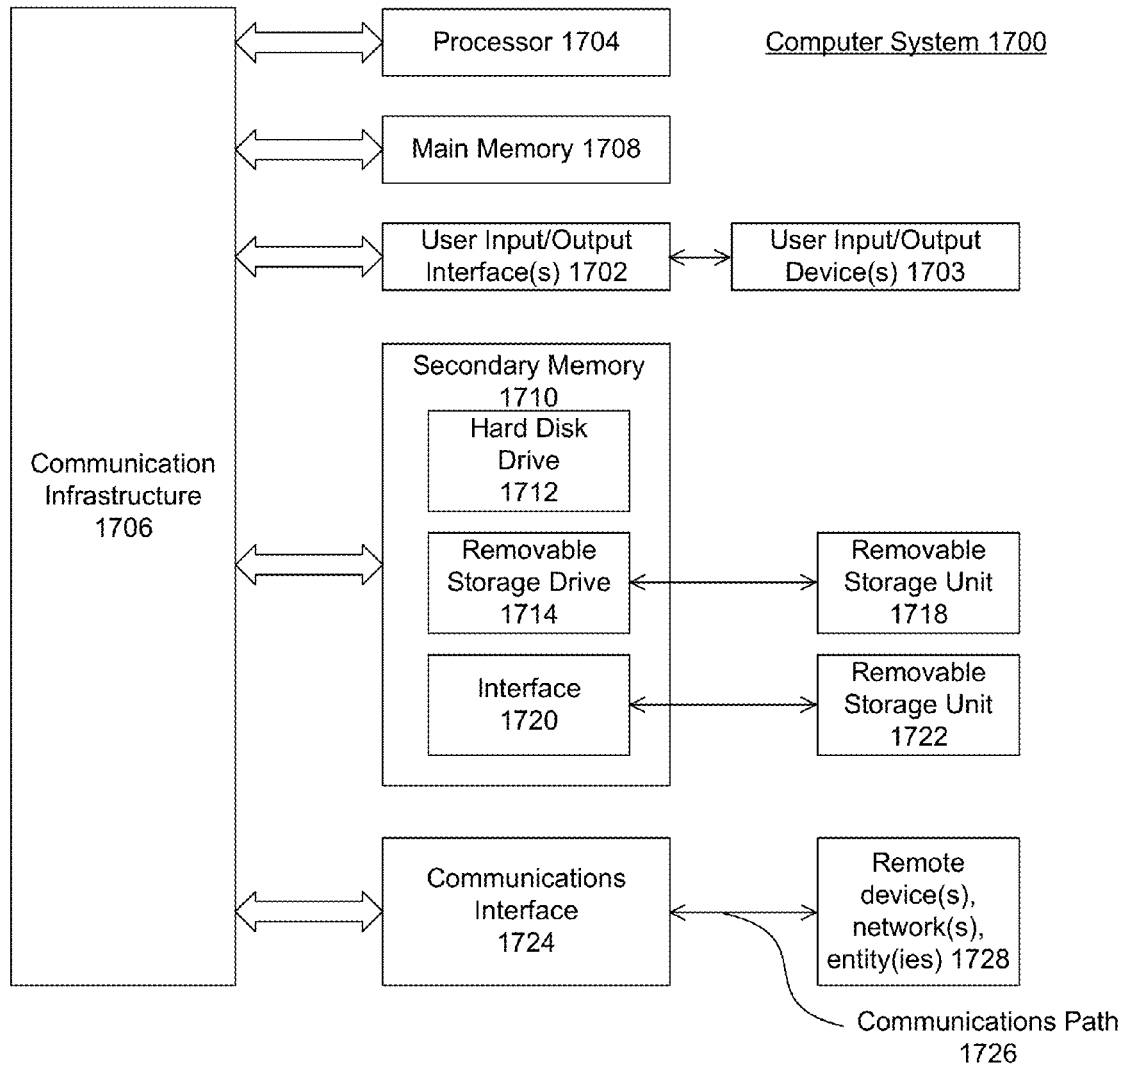 Processor 1704
Computer System 1700
Main Memory 1708
User Input/Output
Interface(s) 1702
User Input/Output
Device(s) 1703
Secondary Memory
1710
Hard Disk
Drive
1712
Communication
Infrastructure
1706
Removable
Storage Drive
1714
Removable
Storage Unit
1718
Interface
1720
Removable
Storage Unit
1722
Communications
Interface
1724
Remote
device(s),
network(s),
entity(ies) 1728
Communications Path
1726